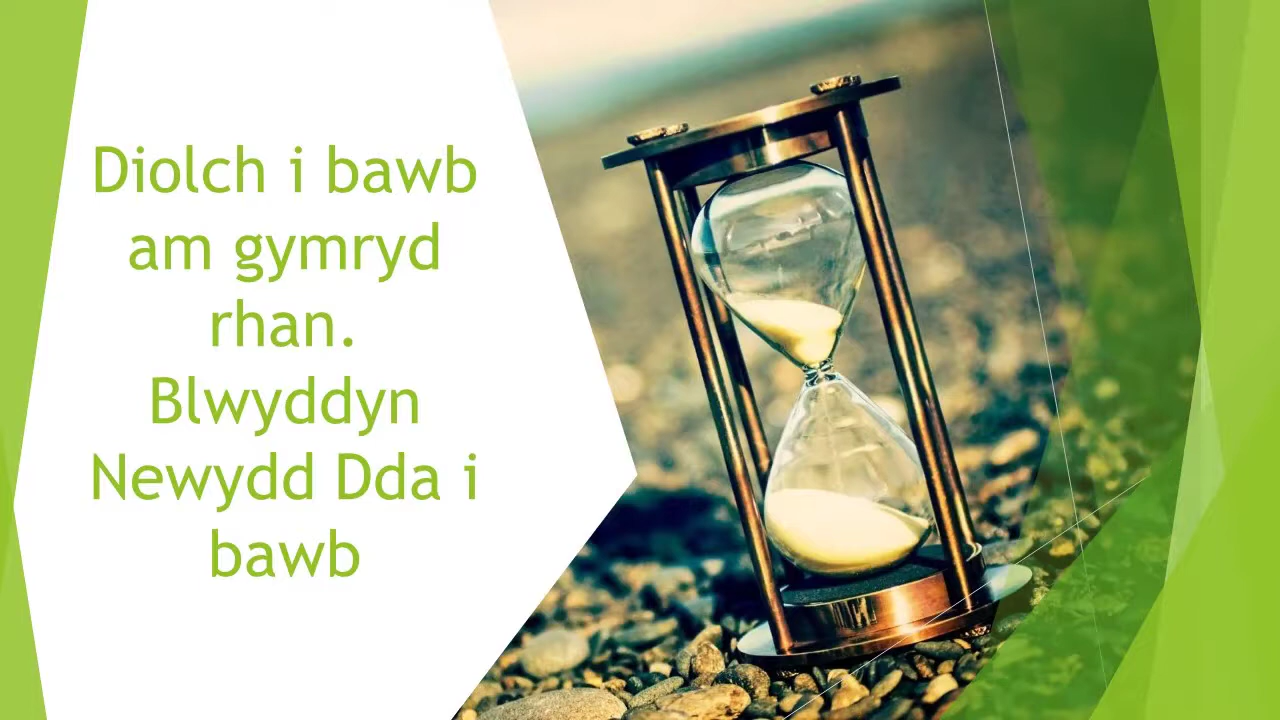 Diolch i bawb
am gymryd
rhan.
Blwyddyn
Newydd Dda i
bawb